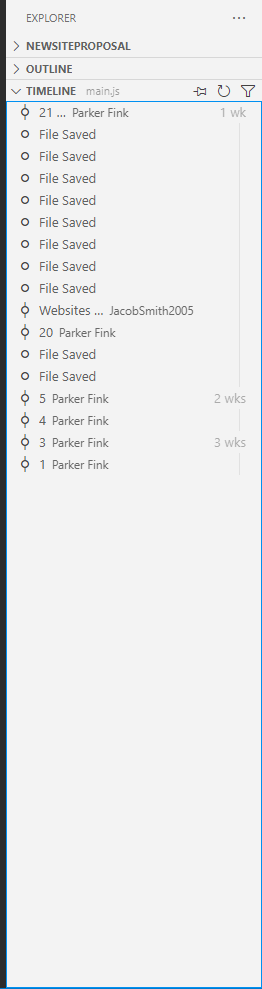 EXPLORER ...
NEWSITEPROPOSAL
OUTLINE
TIMELINE main.js
21 ... Parker Fink 1 wk
File Saved
File Saved
File Saved
File Saved
File Saved
File Saved
File Saved
File Saved
Websites ... JacobSmith2005
20 Parker Fink
File Saved
File Saved
5 Parker Fink 2 wks
4 Parker Fink
3 Parker Fink 3 wks
1 Parker Fink